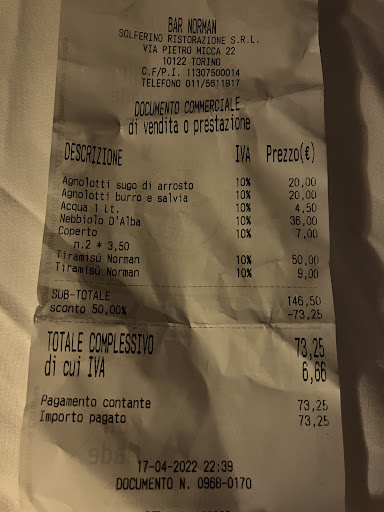 BAR NORMAN
SOLFERINO RISTORAZIONE S.R.L.
VIA PIETRO MICCA 22
10122 TORINO
C.F/P.I. 11307500014
TELEFONO 011/5611917
DOCUMENTO COMMERCIALE
di vendita o prestazione
DESCRIZIONE IVA Prezzo(€)
Agnolotti sugo di arrosto 10% 20,00
Agnolotti burro e salvia 10% 20,00
Acqua 1 Lt. 10% 4,50
Nebbiolo D'Alba 10% 36,00
Coperto 10% 7,00
n.2 * 3,50
Tiramisú Norman 10% 50,00
Tiramisú Norman 10% 9,00
SUB-TOTALE 146,50
sconto 50,00% -73,25
TOTALE COMPLESSIVO 73,25
di cui IVA 6,66
Pagamento contante 73,25
Importo pagato 73,25
17-04-2022 22:39
DOCUMENTO N. 0968-0170